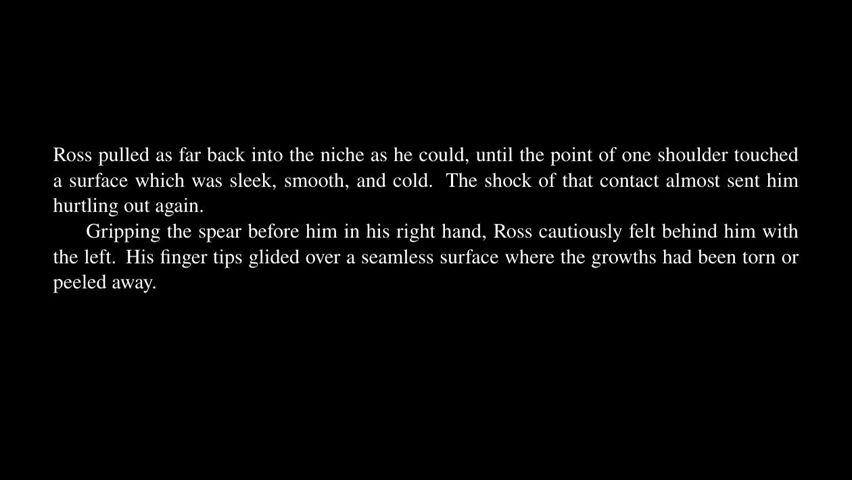 Ross pulled as far back into the niche as he could, until the point of one shoulder touched
a surface which was sleek, smooth, and cold. The shock of that contact almost sent him
hurtling out again.
Gripping the spear before him in his right hand, Ross cautiously felt behind him with
the left. His finger tips glided over a seamless surface where the growths had been torn or
peeled away.